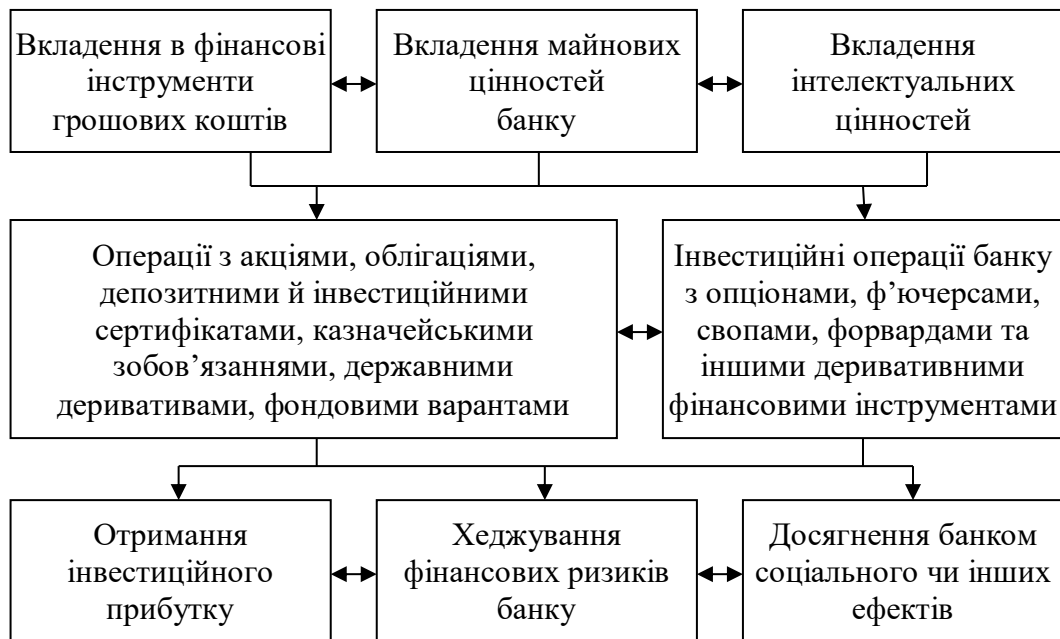 Вкладення в фінансові
інструменти
грошових коштів
Вкладення майнових
цінностей
банку
Вкладення
інтелектуальних
цінностей
Операції з акціями, облігаціями,
депозитними й інвестиційними
сертифікатами, казначейськими
зобов’язаннями, державними
деривативами, фондовими варантами
Інвестиційні операції банку
з опціонами, ф’ючерсами,
свопами, форвардами та
іншими деривативними
фінансовими інструментами
Отримання
інвестиційного
прибутку
Хеджування
фінансових ризиків
банку
Досягнення банком
соціального чи інших
ефектів